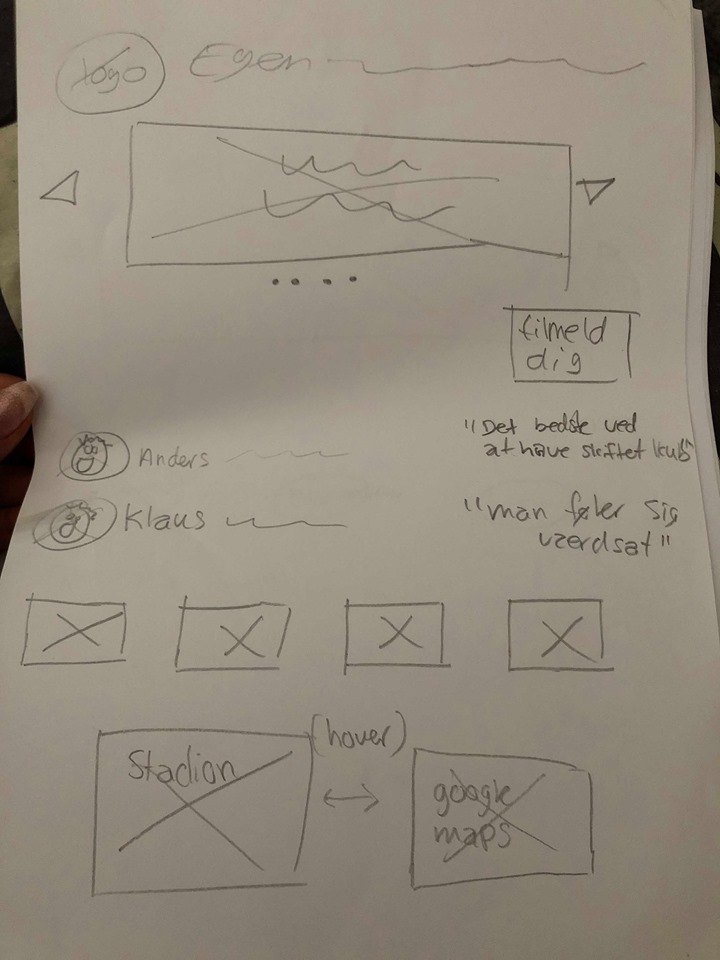 Logo Egen
tilmeld
dig
"Det bedste ved
at have skiftet klub"
Anders
Klaus
"man føler sig
værdsat"
(hover)
Stadion
google
maps